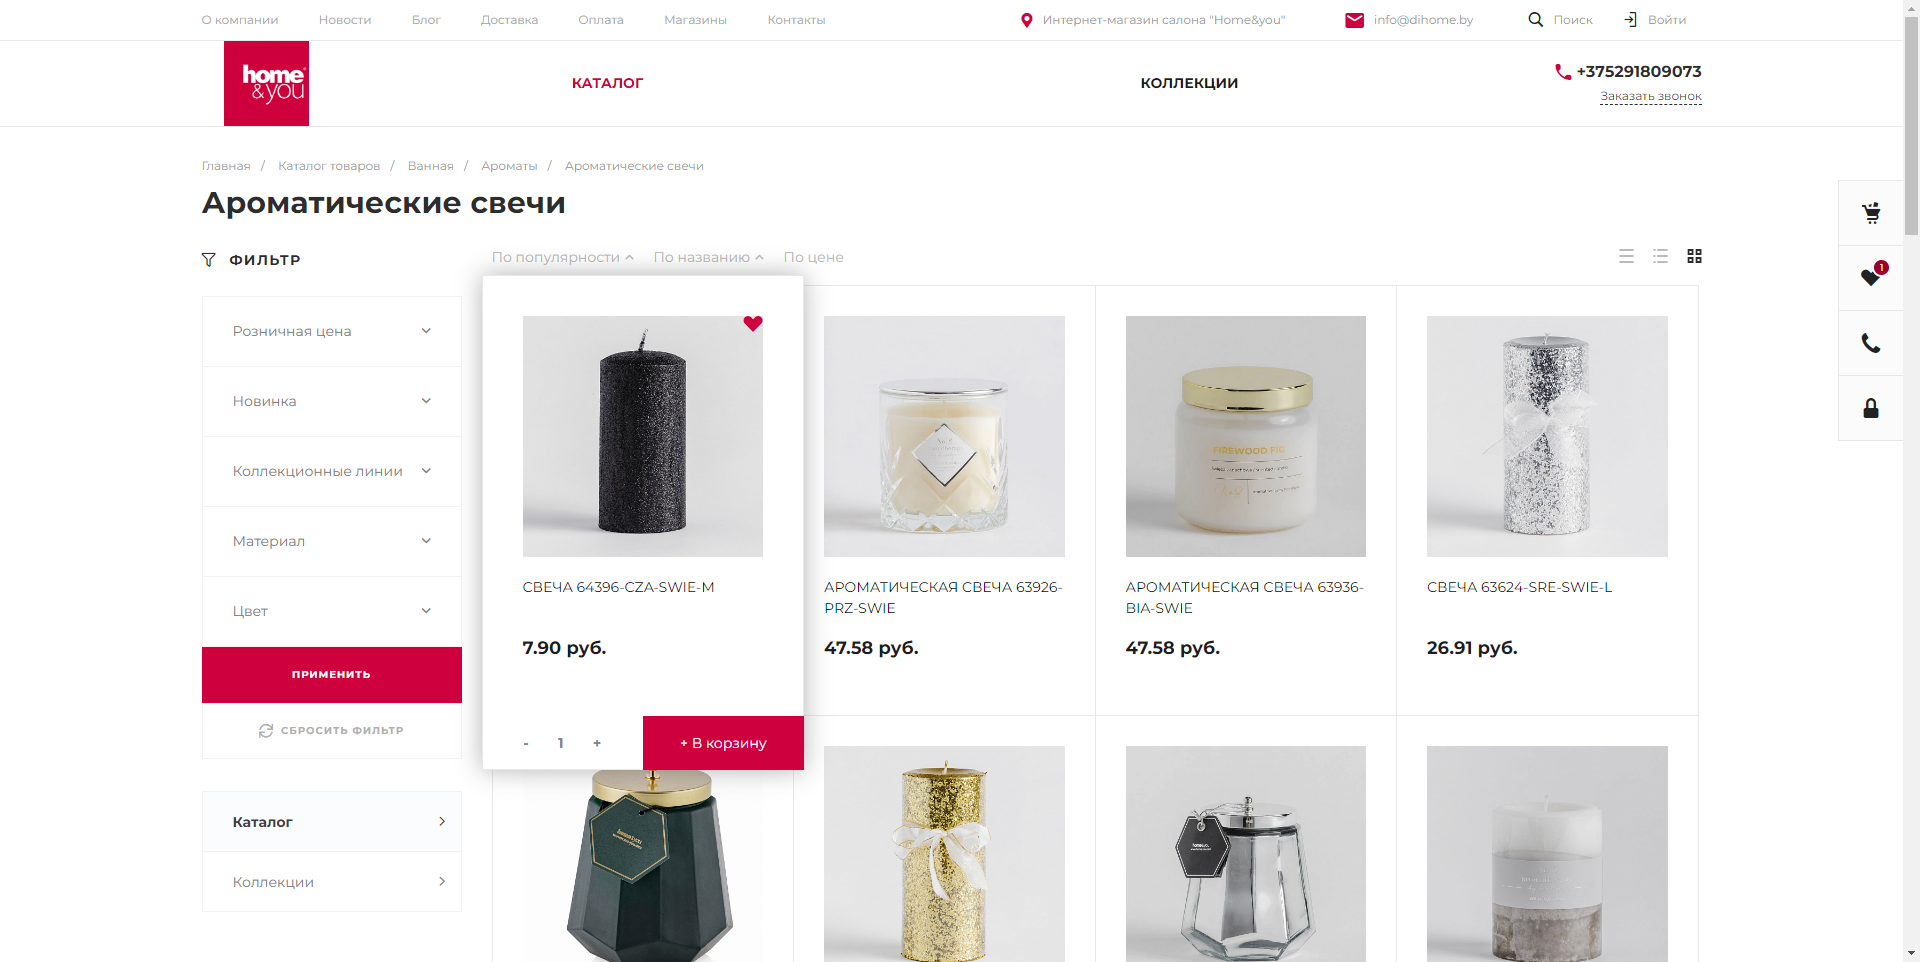 О компании Новости Блог Доставка Оплата Магазины Контакты Интернет-магазин салона "Home&you" info@dihome.by Поиск Войти
home
&you
КАТАЛОГ КОЛЛЕКЦИИ
+375291809073
Заказать звонок
Главная / Каталог товаров / Ванная / Ароматы / Ароматические свечи
Ароматические свечи
ФИЛЬТР
По популярности По названию По цене
1
Розничная цена
Новинка
Коллекционные линии
Материал
Цвет
ПРИМЕНИТЬ
СБРОСИТЬ ФИЛЬТР
Каталог
Коллекции
СВЕЧА 64396-CZA-SWIE-M
7.90 руб.
- 1 + + В корзину
АРОМАТИЧЕСКАЯ СВЕЧА 63926-
PRZ-SWIE
47.58 руб.
FIREWOOD FIG
АРОМАТИЧЕСКАЯ СВЕЧА 63936-
BIA-SWIE
47.58 руб.
СВЕЧА 63624-SRE-SWIE-L
26.91 руб.